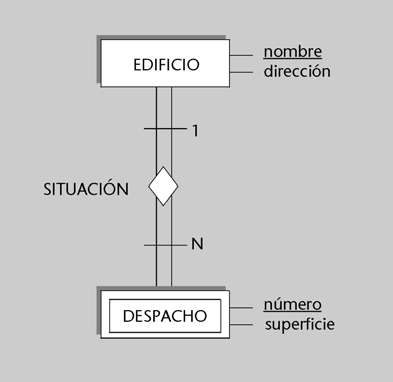 EDIFICIO
nombre
dirección
1
SITUACIÓN
N
DESPACHO
número
superficie